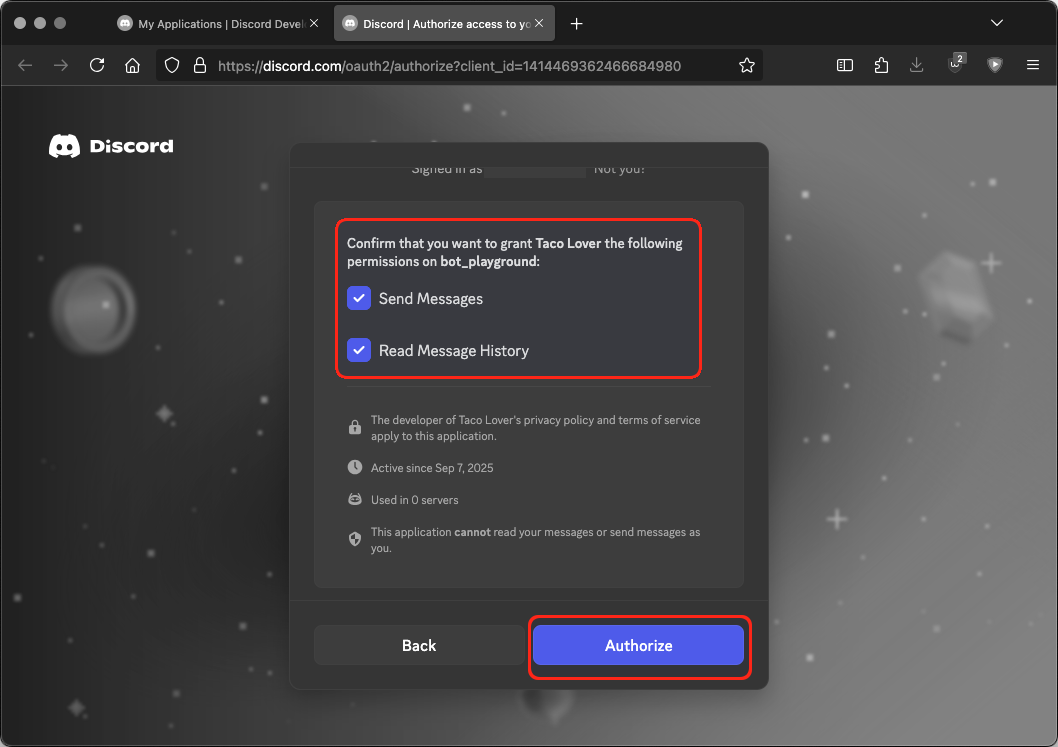 My Applications | Discord Devel
Discord | Authorize access to yo
https://discord.com/oauth2/authorize?client_id=1414469362466684980
2
Discord
Signed in as Not you?
Confirm that you want to grant Taco Lover the following
permissions on bot_playground:
Send Messages
Read Message History
The developer of Taco Lover's privacy policy and terms of service
apply to this application.
Active since Sep 7, 2025
Used in 0 servers
This application cannot read your messages or send messages as
you.
Back
Authorize